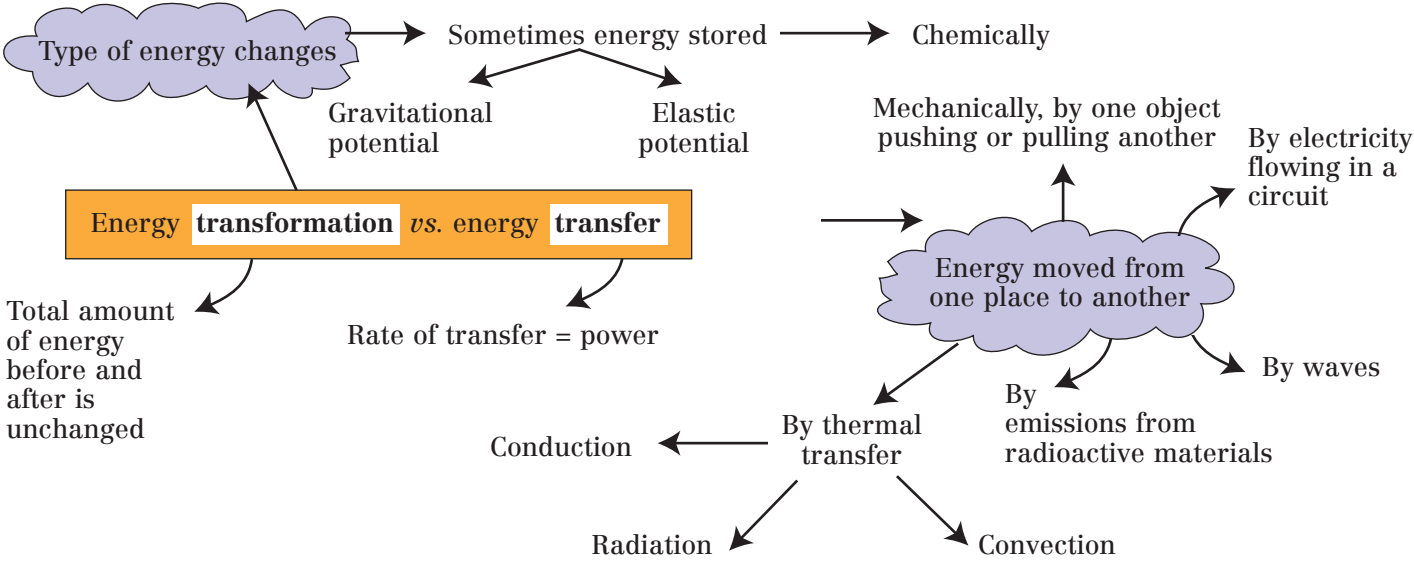 Type of energy changes
Sometimes energy stored
Chemically
Gravitational
potential
Elastic
potential
Mechanically, by one object
pushing or pulling another
By electricity
flowing in a
circuit
Energy transformation vs. energy transfer
Energy moved from
one place to another
Total amount
of energy
before and
after is
unchanged
Rate of transfer = power
By waves
By
emissions from
radioactive materials
By thermal
transfer
Conduction
Radiation
Convection